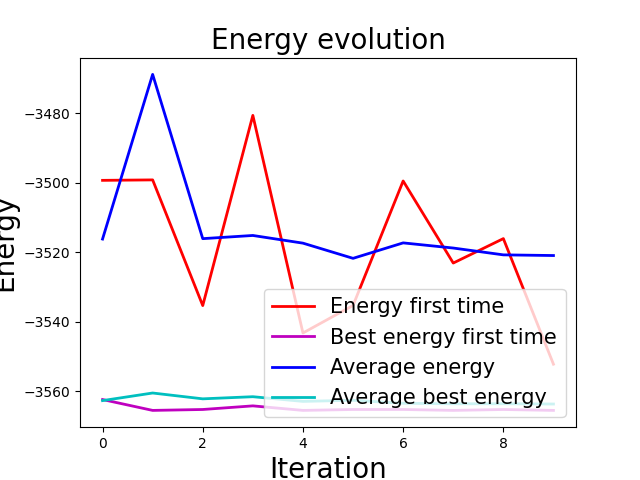 Energy evolution
Energy
−3480
−3500
−3520
−3540
−3560
Energy first time
Best energy first time
Average energy
Average best energy
0 2 4 6 8
Iteration